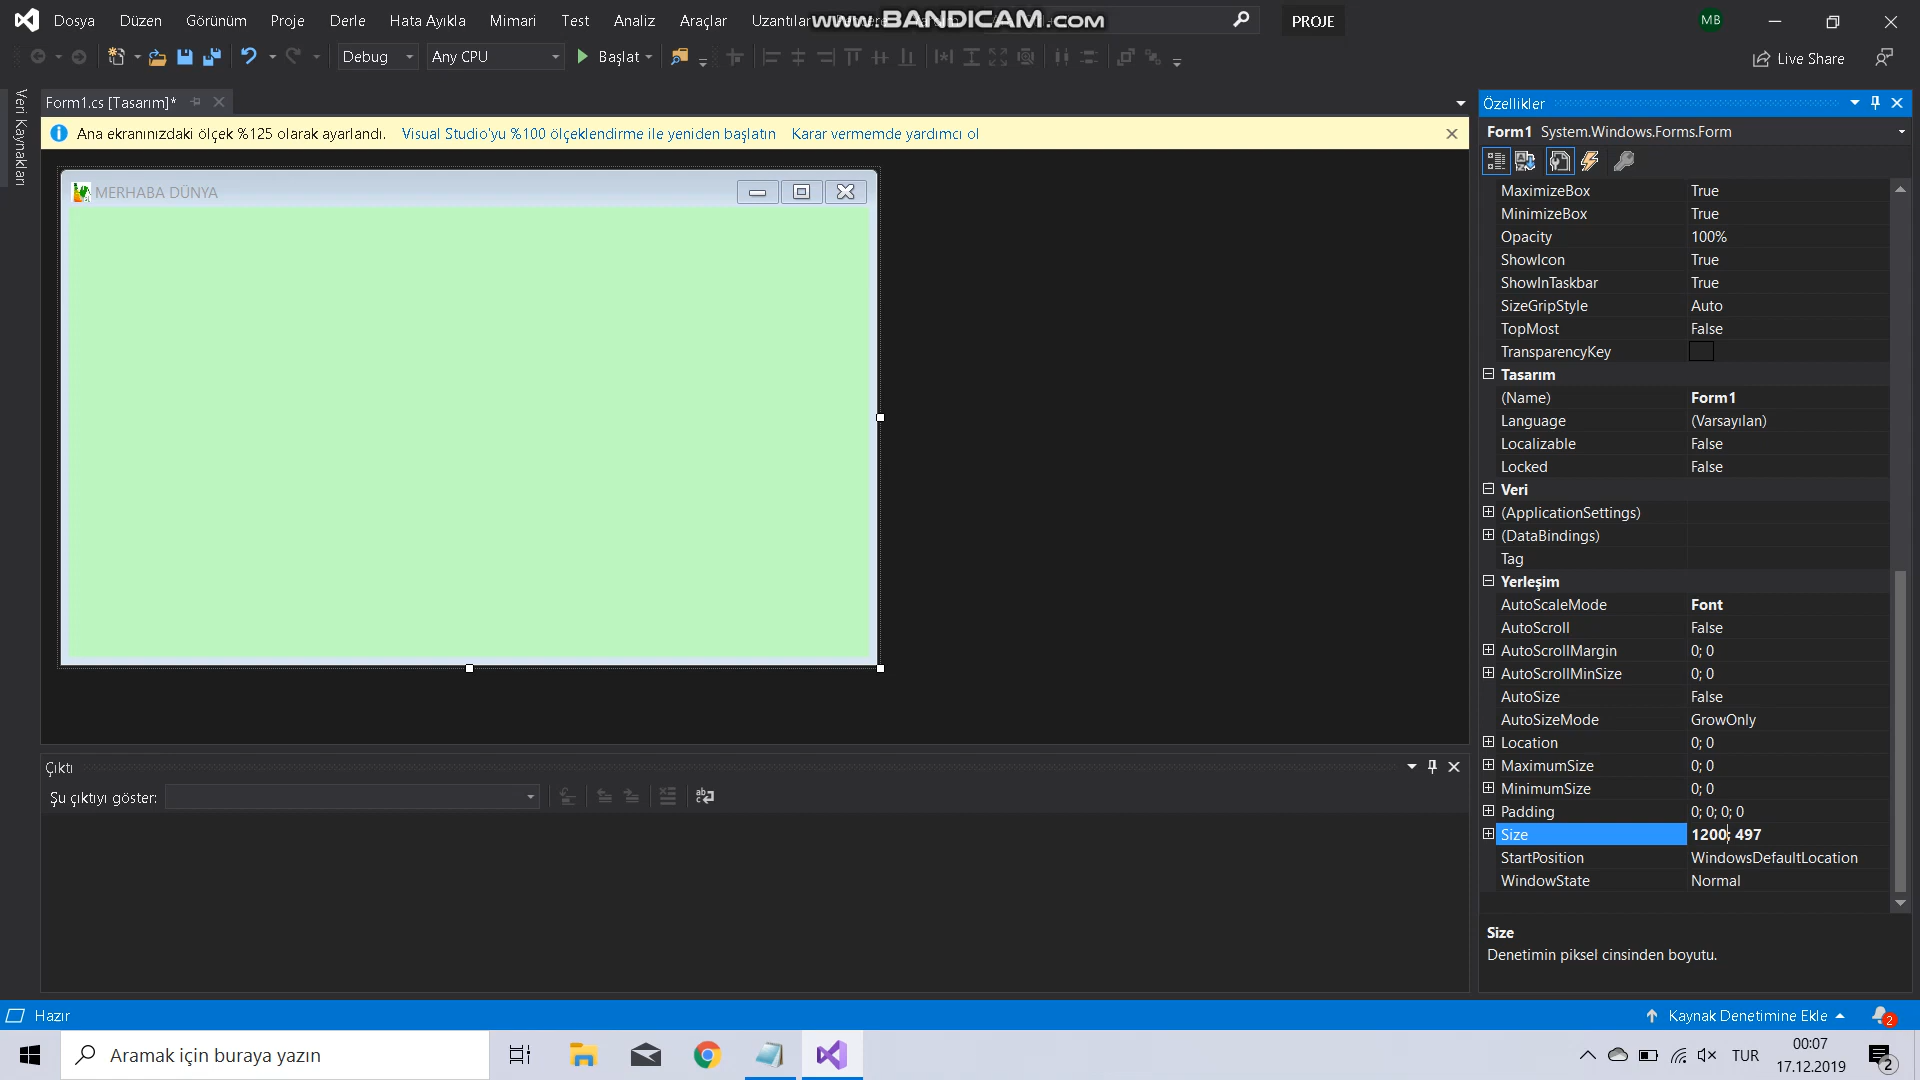 Dosya Düzen Görünüm Proje Derle Hata Ayıkla Mimari Test Analiz Araçlar Uzantılar www.BANDICAM.com PROJE MB
Debug Any CPU Başlat Live Share
Veri Kaynakları
Form1.cs [Tasarım]*
Ana ekranınızdaki ölçek %125 olarak ayarlandı. Visual Studio'yu %100 ölçeklendirme ile yeniden başlatın Karar vermemde yardımcı ol
MERHABA DÜNYA
Çıktı
Şu çıktıyı göster:
Özellikler
Form1 System.Windows.Forms.Form
MaximizeBox True
MinimizeBox True
Opacity 100%
ShowIcon True
ShowInTaskbar True
SizeGripStyle Auto
TopMost False
TransparencyKey
Tasarım
(Name) Form1
Language (Varsayılan)
Localizable False
Locked False
Veri
(ApplicationSettings)
(DataBindings)
Tag
Yerleşim
AutoScaleMode Font
AutoScroll False
AutoScrollMargin 0; 0
AutoScrollMinSize 0; 0
AutoSize False
AutoSizeMode GrowOnly
Location 0; 0
MaximumSize 0; 0
MinimumSize 0; 0
Padding 0; 0; 0; 0
Size 1200; 497
StartPosition WindowsDefaultLocation
WindowState Normal
Size
Denetimin piksel cinsinden boyutu.
Hazır Kaynak Denetimine Ekle 2
Aramak için buraya yazın TUR 00:07 2
17.12.2019